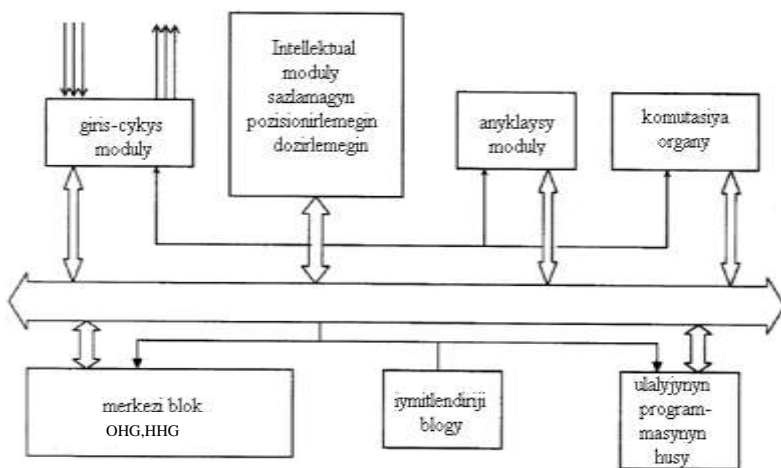 giris-cykys
moduly
Intellektual
moduly
sazlamagyn
pozisionirlemegin
dozirlemegin
anyklaysy
moduly
komutasiya
organy
merkezi blok
OHG,HHG
iymitlendiriji
blogy
ulalyjynyn
program-
masynyn
husy